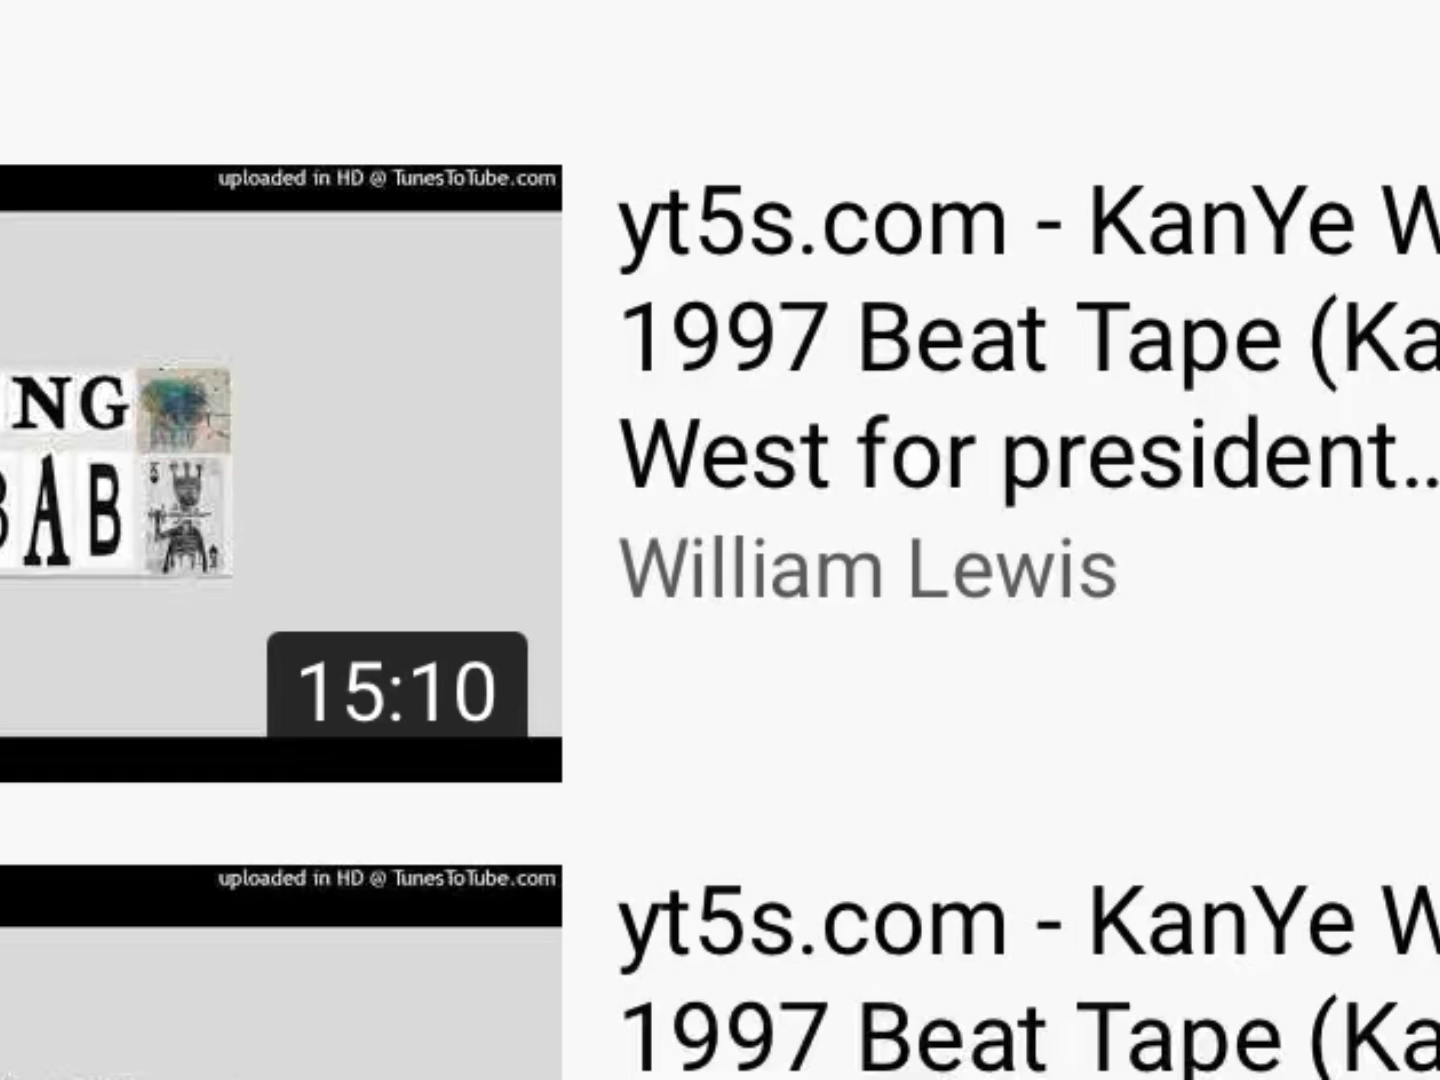 uploaded in HD @ TunesToTube.com
NG
BAB
15:10
yt5s.com - KanYe W
1997 Beat Tape (Ka
West for president...
William Lewis
uploaded in HD @ TunesToTube.com
yt5s.com - KanYe W
1997 Beat Tape (Ka